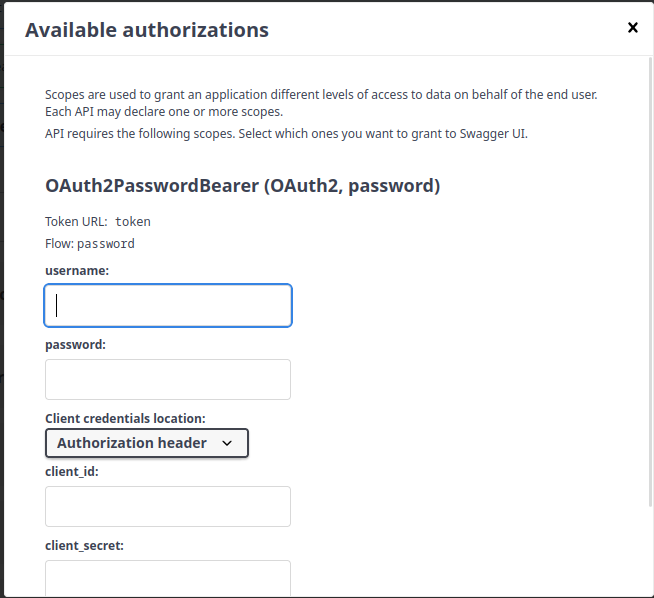 Available authorizations
Scopes are used to grant an application different levels of access to data on behalf of the end user.
Each API may declare one or more scopes.
API requires the following scopes. Select which ones you want to grant to Swagger UI.
OAuth2PasswordBearer (OAuth2, password)
Token URL: token
Flow: password
username:
password:
Client credentials location:
Authorization header
client_id:
client_secret: